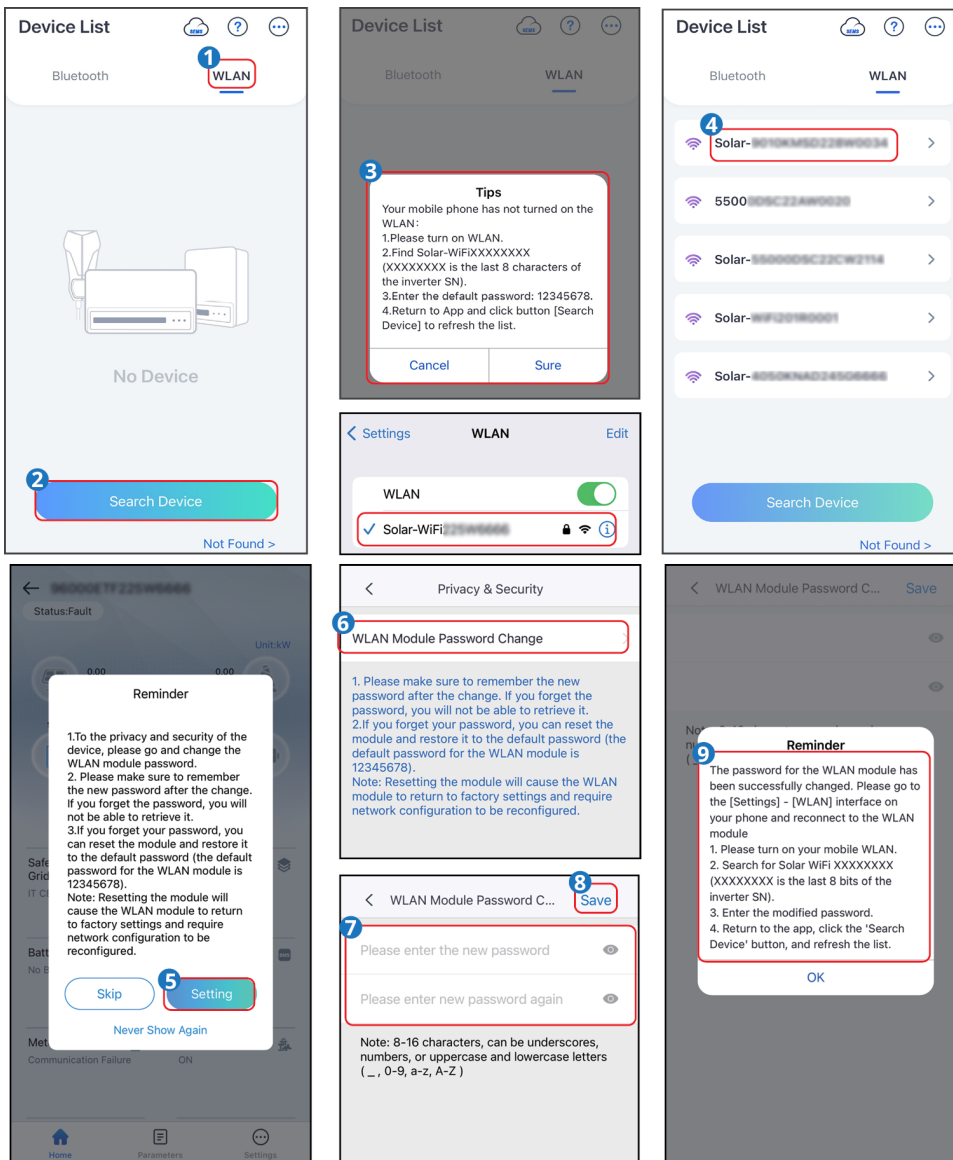 Device List
SEMS
?
1
Bluetooth
WLAN
No Device
2
Search Device
Not Found >
Device List
SEMS
?
Bluetooth
WLAN
3
Tips
Your mobile phone has not turned on the
WLAN:
1.Please turn on WLAN.
2.Find Solar-WiFiXXXXXXXX
(XXXXXXXX is the last 8 characters of
the inverter SN).
3.Enter the default password: 12345678.
4.Return to App and click button [Search
Device] to refresh the list.
Cancel
Sure
Settings
WLAN
Edit
WLAN
Solar-WiFi
Device List
SEMS
?
Bluetooth
WLAN
4
Solar-
5500
Solar-
Solar-
Solar-
Search Device
Not Found >
Status:Fault
Unit:kW
0.00
0.00
Reminder
1.To the privacy and security of the
device, please go and change the
WLAN module password.
2. Please make sure to remember
the new password after the change.
If you forget the password, you will
not be able to retrieve it.
3.If you forget your password, you
can reset the module and restore it
to the default password (the default
password for the WLAN module is
12345678).
Note: Resetting the module will
cause the WLAN module to return
to factory settings and require
network configuration to be
reconfigured.
5
Skip
Setting
Never Show Again
Communication Failure
ON
Home
Parameters
Settings
Privacy & Security
6
WLAN Module Password Change
1. Please make sure to remember the new
password after the change. If you forget the
password, you will not be able to retrieve it.
2.If you forget your password, you can reset the
module and restore it to the default password (the
default password for the WLAN module is
12345678).
Note: Resetting the module will cause the WLAN
module to return to factory settings and require
network configuration to be reconfigured.
WLAN Module Password C...
8
Save
7
Please enter the new password
Please enter new password again
Note: 8-16 characters, can be underscores,
numbers, or uppercase and lowercase letters
( _ , 0-9, a-z, A-Z )
WLAN Module Password C...
Save
9
Reminder
The password for the WLAN module has
been successfully changed. Please go to
the [Settings] - [WLAN] interface on
your phone and reconnect to the WLAN
module
1. Please turn on your mobile WLAN.
2. Search for Solar WiFi XXXXXXXX
(XXXXXXXX is the last 8 bits of the
inverter SN).
3. Enter the modified password.
4. Return to the app, click the 'Search
Device' button, and refresh the list.
OK